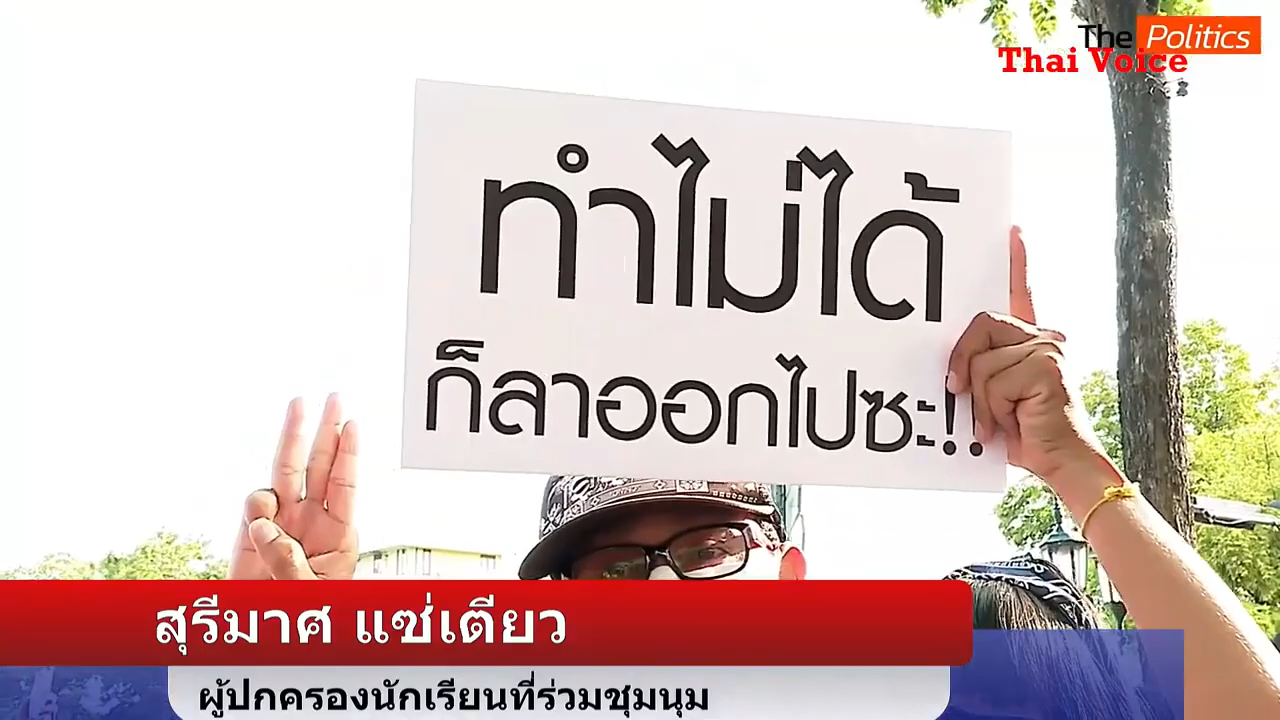 The Politics
Thai Voice
ทำไม่ได้
ก็ลาออกไปซะ!!
สุรีมาศ แซ่เตียว
ผู้ปกครองนักเรียนที่ร่วมชุมนุม